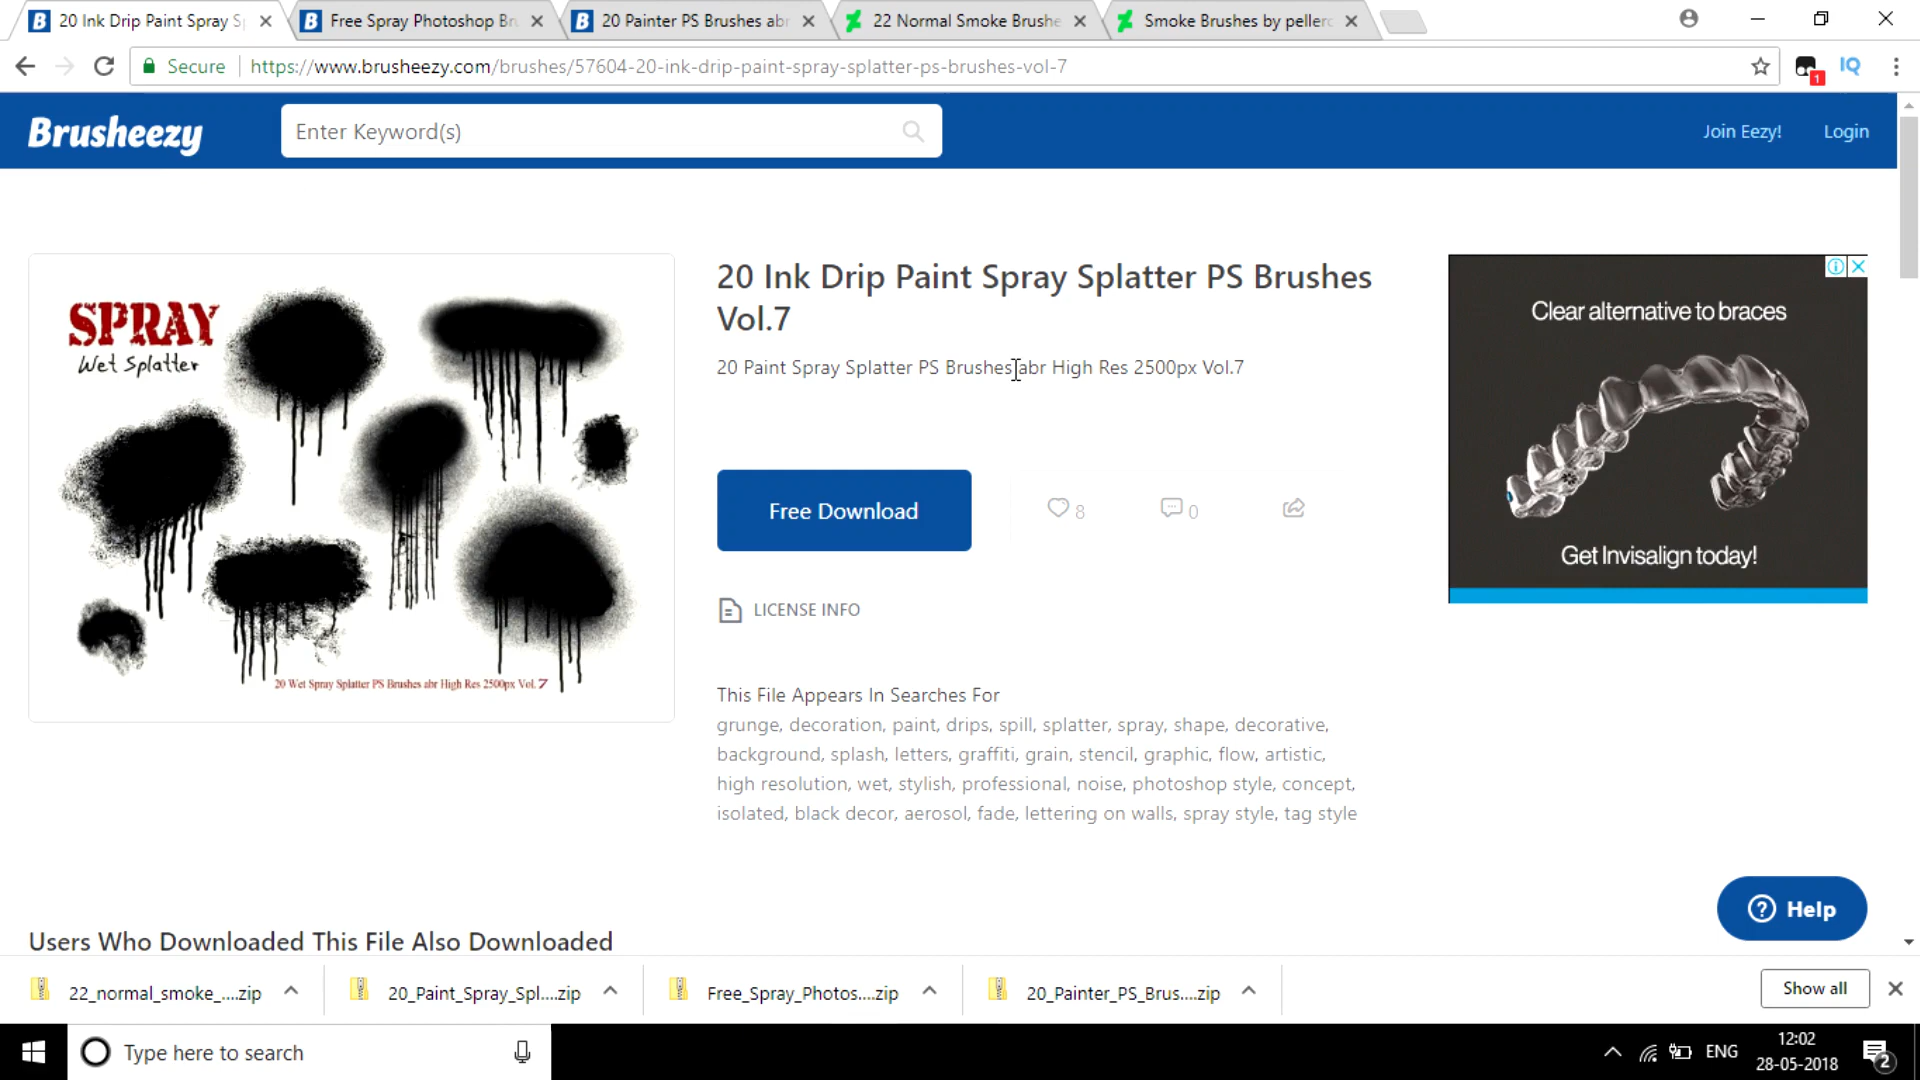 20 Ink Drip Paint Spray S
Free Spray Photoshop Br
20 Painter PS Brushes abr
22 Normal Smoke Brushe
Smoke Brushes by peller
Secure
https://www.brusheezy.com/brushes/57604-20-ink-drip-paint-spray-splatter-ps-brushes-vol-7
1
IQ
Brusheezy
Enter Keyword(s)
Join Eezy!
Login
SPRAY
Wet Splatter
20 Wet Spray Splatter PS Brushes abr High Res 2500px Vol. 7
20 Ink Drip Paint Spray Splatter PS Brushes
Vol.7
20 Paint Spray Splatter PS Brushes abr High Res 2500px Vol.7
Free Download
8
0
LICENSE INFO
This File Appears In Searches For
grunge, decoration, paint, drips, spill, splatter, spray, shape, decorative,
background, splash, letters, graffiti, grain, stencil, graphic, flow, artistic,
high resolution, wet, stylish, professional, noise, photoshop style, concept,
isolated, black decor, aerosol, fade, lettering on walls, spray style, tag style
Clear alternative to braces
Get Invisalign today!
Help
Users Who Downloaded This File Also Downloaded
22_normal_smoke_....zip
20_Paint_Spray_Spl....zip
Free_Spray_Photos....zip
20_Painter_PS_Brus....zip
Show all
Type here to search
ENG
12:02
28-05-2018
2